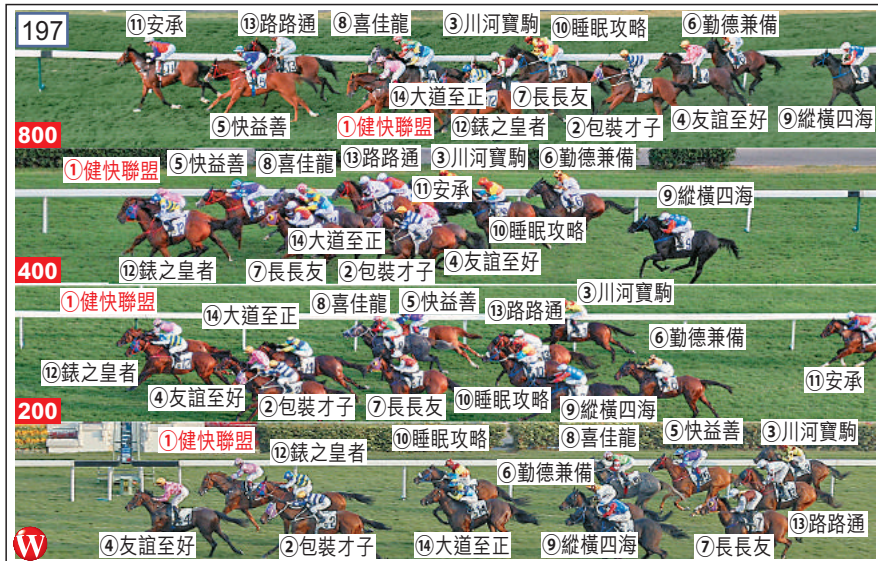 197
⑪安承 ⑬路路通 ⑧喜佳龍 ③川河寶駒 ⑩睡眠攻略 ⑥勤德兼備
⑤快益善 ①健快聯盟 ⑭大道至正 ⑫錶之皇者 ⑦長長友 ②包裝才子 ④友誼至好 ⑨縱橫四海
800
①健快聯盟 ⑤快益善 ⑧喜佳龍 ⑬路路通 ③川河寶駒 ⑥勤德兼備
⑪安承 ⑨縱橫四海
⑫錶之皇者 ⑭大道至正 ⑦長長友 ②包裝才子 ④友誼至好 ⑩睡眠攻略
400
①健快聯盟 ⑭大道至正 ⑧喜佳龍 ⑤快益善 ⑬路路通 ③川河寶駒 ⑥勤德兼備
⑫錶之皇者 ④友誼至好 ②包裝才子 ⑦長長友 ⑩睡眠攻略 ⑨縱橫四海 ⑪安承
200
①健快聯盟 ⑫錶之皇者 ⑩睡眠攻略 ⑧喜佳龍 ⑤快益善 ③川河寶駒
⑥勤德兼備
④友誼至好 ②包裝才子 ⑭大道至正 ⑨縱橫四海 ⑦長長友 ⑬路路通
W